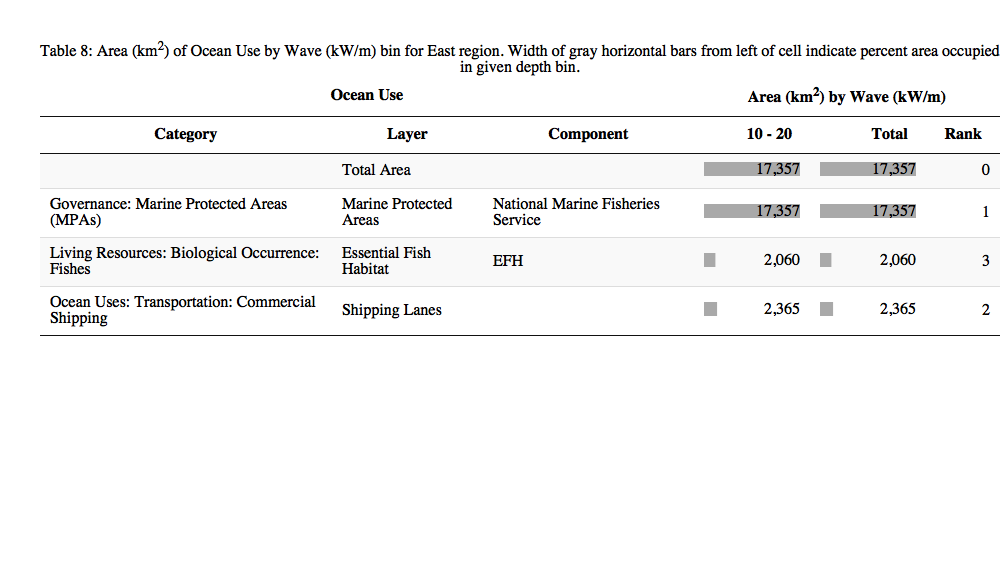 Table 8: Area (km2) of Ocean Use by Wave (kW/m) bin for East region. Width of gray horizontal bars from left of cell indicate percent area occupied
in given depth bin.
Ocean Use Area (km2) by Wave (kW/m)
Category Layer Component 10 - 20 Total Rank
Total Area 17,357 17,357 0
Governance: Marine Protected Areas
(MPAs)
Marine Protected
Areas
National Marine Fisheries
Service
17,357 17,357 1
Living Resources: Biological Occurrence:
Fishes
Essential Fish
Habitat
EFH 2,060 2,060 3
Ocean Uses: Transportation: Commercial
Shipping
Shipping Lanes 2,365 2,365 2